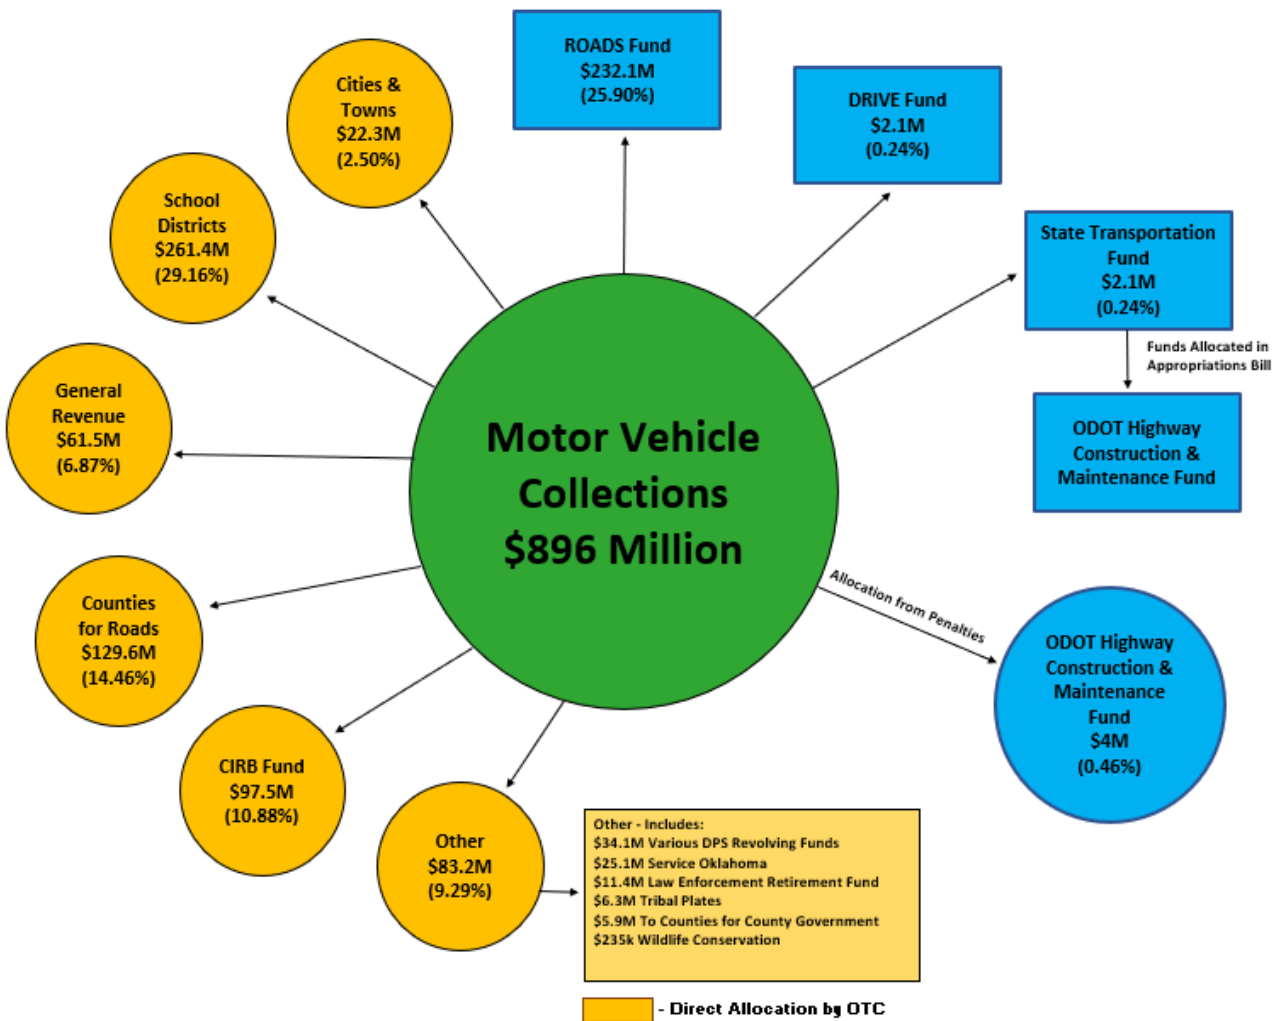 ROADS Fund
$232.1M
(25.90%)
DRIVE Fund
$2.1M
(0.24%)
Cities &
Towns
$22.3M
(2.50%)
School
Districts
$261.4M
(29.16%)
State Transportation
Fund
$2.1M
(0.24%)
Funds Allocated in
Appropriations Bill
General
Revenue
$61.5M
(6.87%)
ODOT Highway
Construction &
Maintenance Fund
Motor Vehicle
Collections
$896 Million
Counties
for Roads
$129.6M
(14.46%)
Allocation from Penalties
ODOT Highway
Construction &
Maintenance
Fund
$4M
(0.46%)
CIRB Fund
$97.5M
(10.88%)
Other
$83.2M
(9.29%)
Other - Includes:
$34.1M Various DPS Revolving Funds
$25.1M Service Oklahoma
$11.4M Law Enforcement Retirement Fund
$6.3M Tribal Plates
$5.9M To Counties for County Government
$235k Wildlife Conservation
- Direct Allocation by OTC